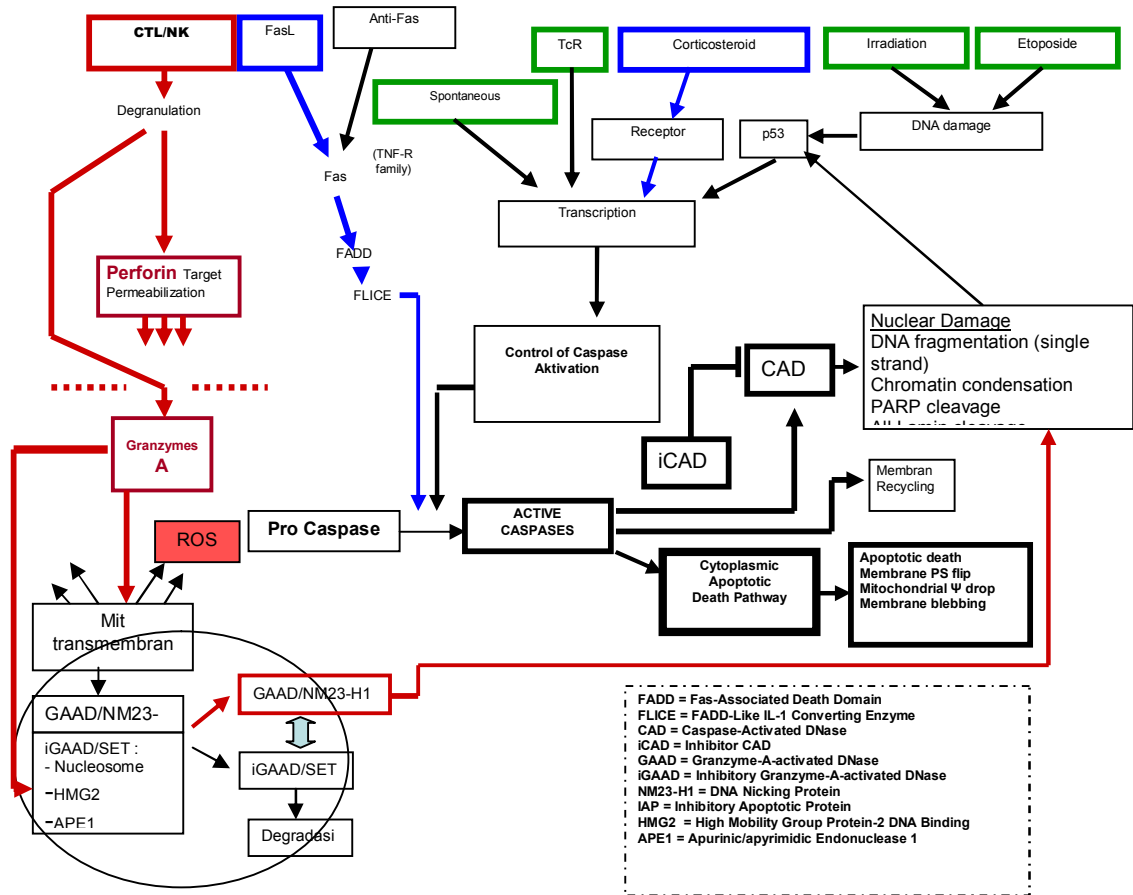 CTL/NK
FasL
Anti-Fas
TcR
Corticosteroid
Irradiation
Etoposide
Degranulation
Spontaneous
Receptor
p53
DNA damage
(TNF-R
family)
Fas
Transcription
FADD
FLICE
Perforin Target
Permeabilization
Control of Caspase
Aktivation
CAD
iCAD
Nuclear Damage
DNA fragmentation (single
strand)
Chromatin condensation
PARP cleavage
All Lamin cleavage
Granzymes
A
Membran
Recycling
Pro Caspase
ACTIVE
CASPASES
ROS
Cytoplasmic
Apoptotic
Death Pathway
Apoptotic death
Membrane PS flip
Mitochondrial Ψ drop
Membrane blebbing
Mit
transmembran
GAAD/NM23-
iGAAD/SET :
- Nucleosome
-HMG2
-APE1
GAAD/NM23-H1
iGAAD/SET
Degradasi
FADD = Fas-Associated Death Domain
FLICE = FADD-Like IL-1 Converting Enzyme
CAD = Caspase-Activated DNase
iCAD = Inhibitor CAD
GAAD = Granzyme-A-activated DNase
iGAAD = Inhibitory Granzyme-A-activated DNase
NM23-H1 = DNA Nicking Protein
IAP = Inhibitory Apoptotic Protein
HMG2 = High Mobility Group Protein-2 DNA Binding
APE1 = Apurinic/apyrimidic Endonuclease 1